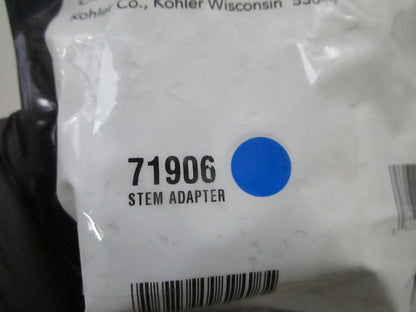 Kohler Co., Kohler Wisconsin
71906
STEM ADAPTER